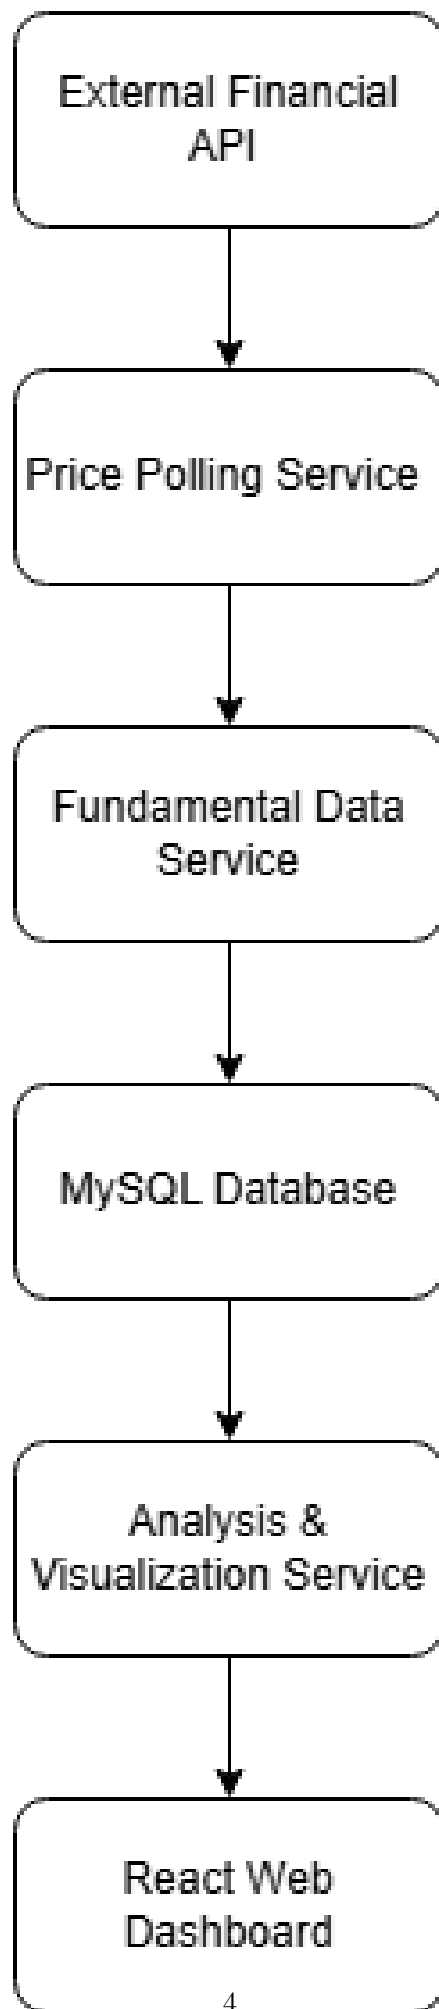 External Financial
API
Price Polling Service
Fundamental Data
Service
MySQL Database
Analysis &
Visualization Service
React Web
Dashboard
4